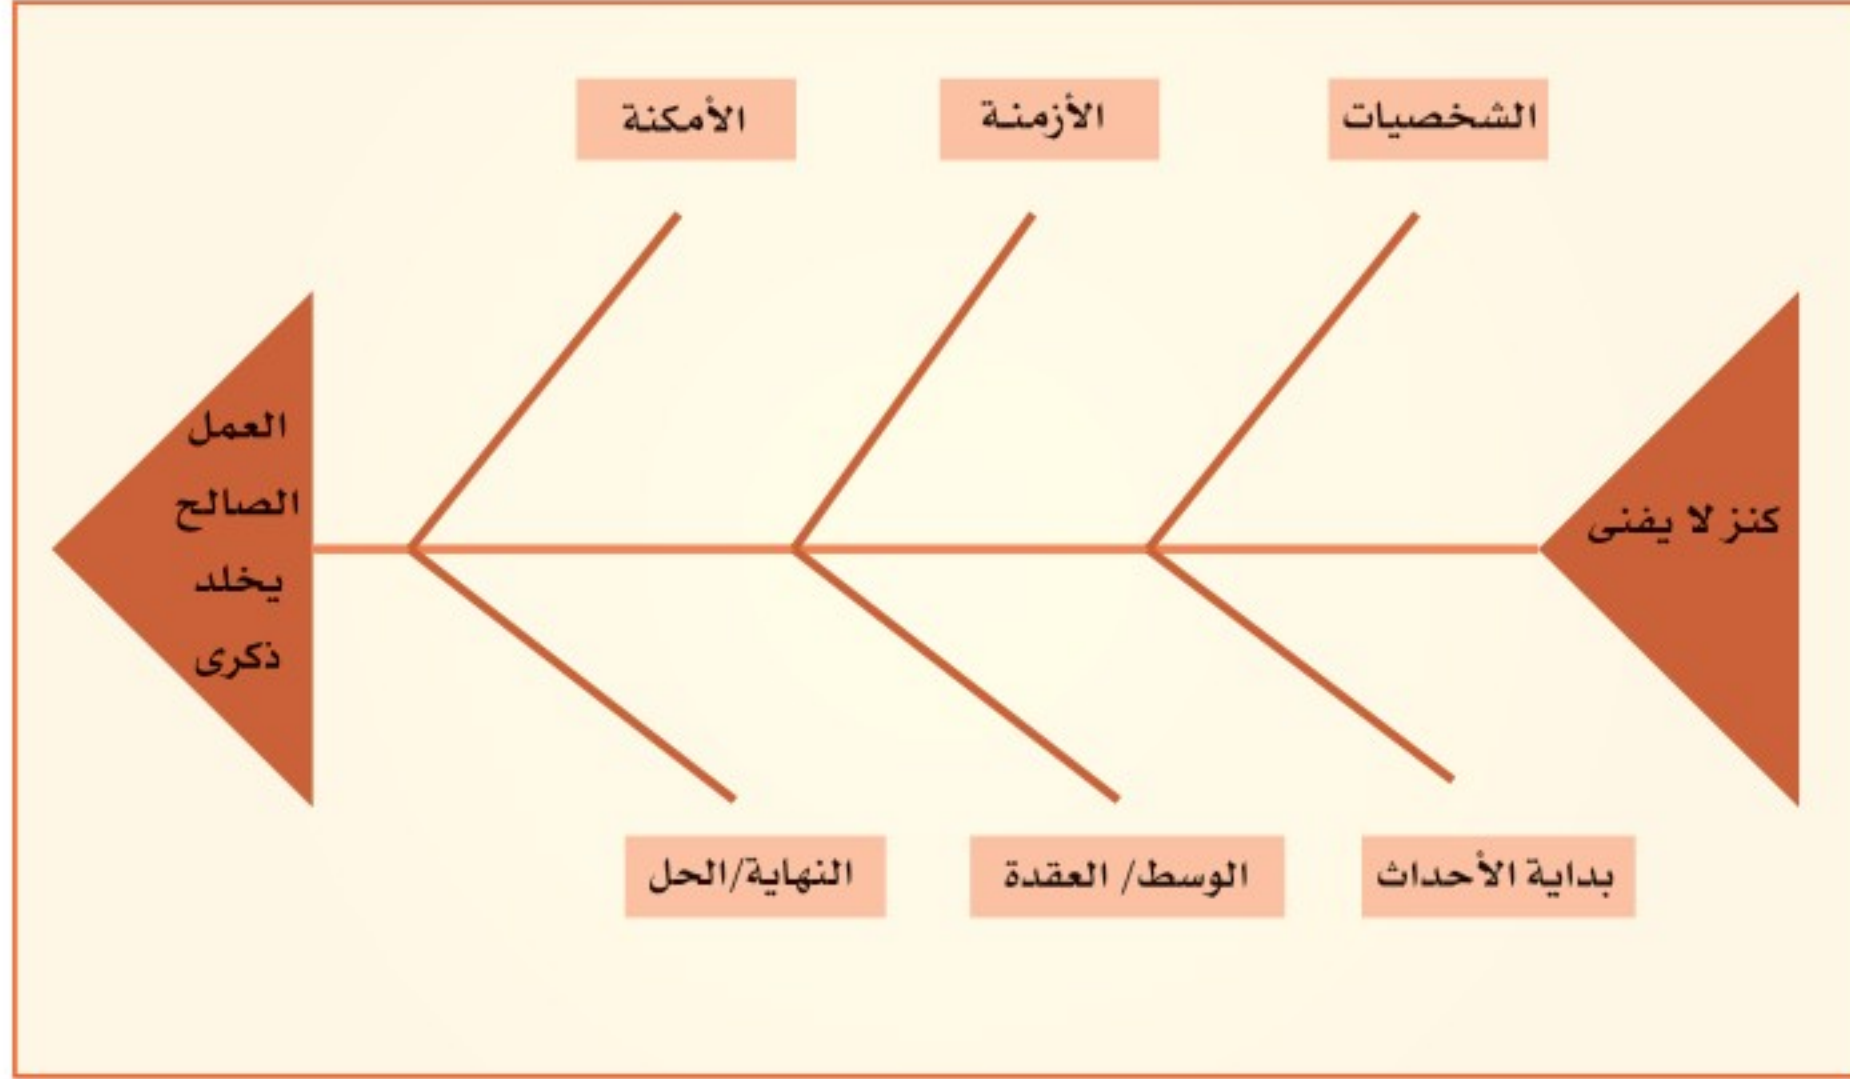 الشخصيات
الأزمنة
الأمكنة
كنز لا يفنى
العمل
الصالح
يخلد
ذكرى
بداية الأحداث
الوسط/ العقدة
النهاية/الحل